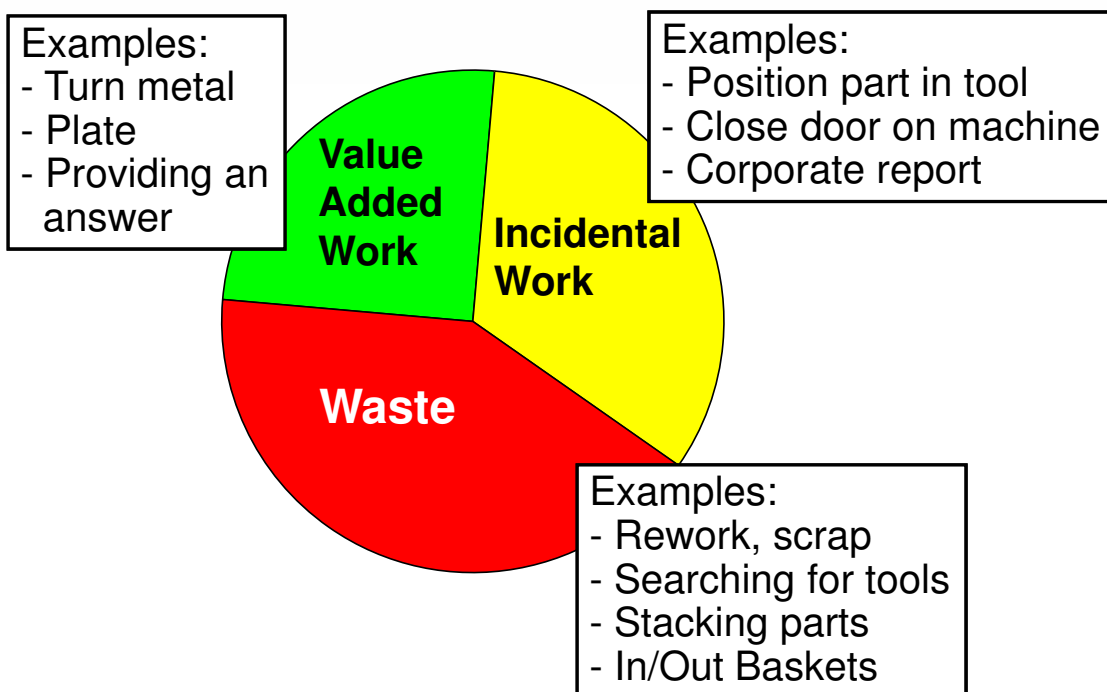 Examples:
- Turn metal
- Plate
- Providing an
answer
Examples:
- Position part in tool
- Close door on machine
- Corporate report
Value
Added
Work
Incidental
Work
Waste
Examples:
- Rework, scrap
- Searching for tools
- Stacking parts
- In/Out Baskets